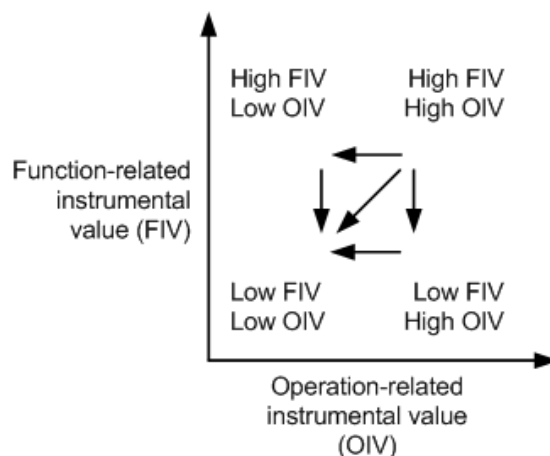 High FIV
Low OIV
High FIV
High OIV
Function-related
instrumental
value (FIV)
Low FIV
Low OIV
Low FIV
High OIV
Operation-related
instrumental value
(OIV)